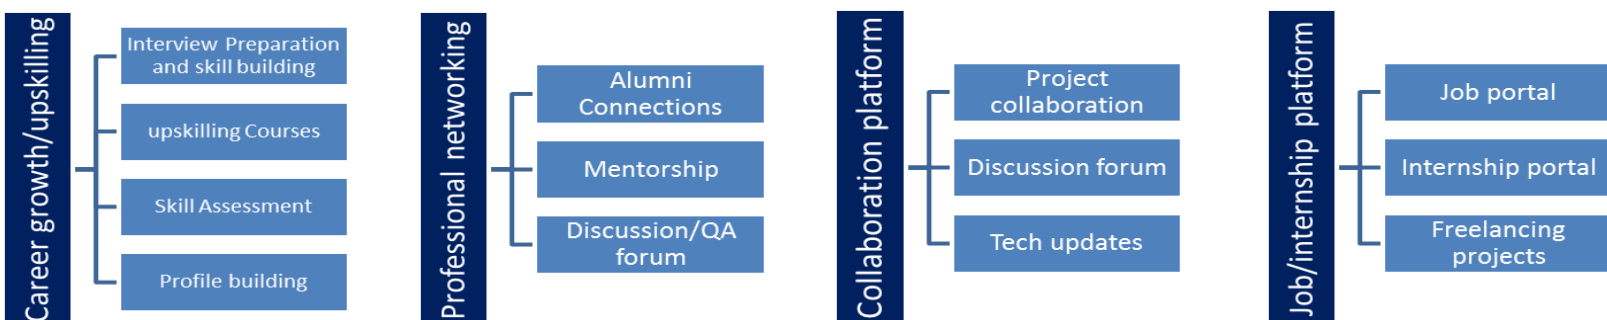 Career growth/upskilling
Interview Preparation
and skill building
upskilling Courses
Skill Assessment
Profile building
Professional networking
Alumni
Connections
Mentorship
Discussion/QA
forum
Collaboration platform
Project
collaboration
Discussion forum
Tech updates
Job/internship platform
Job portal
Internship portal
Freelancing
projects